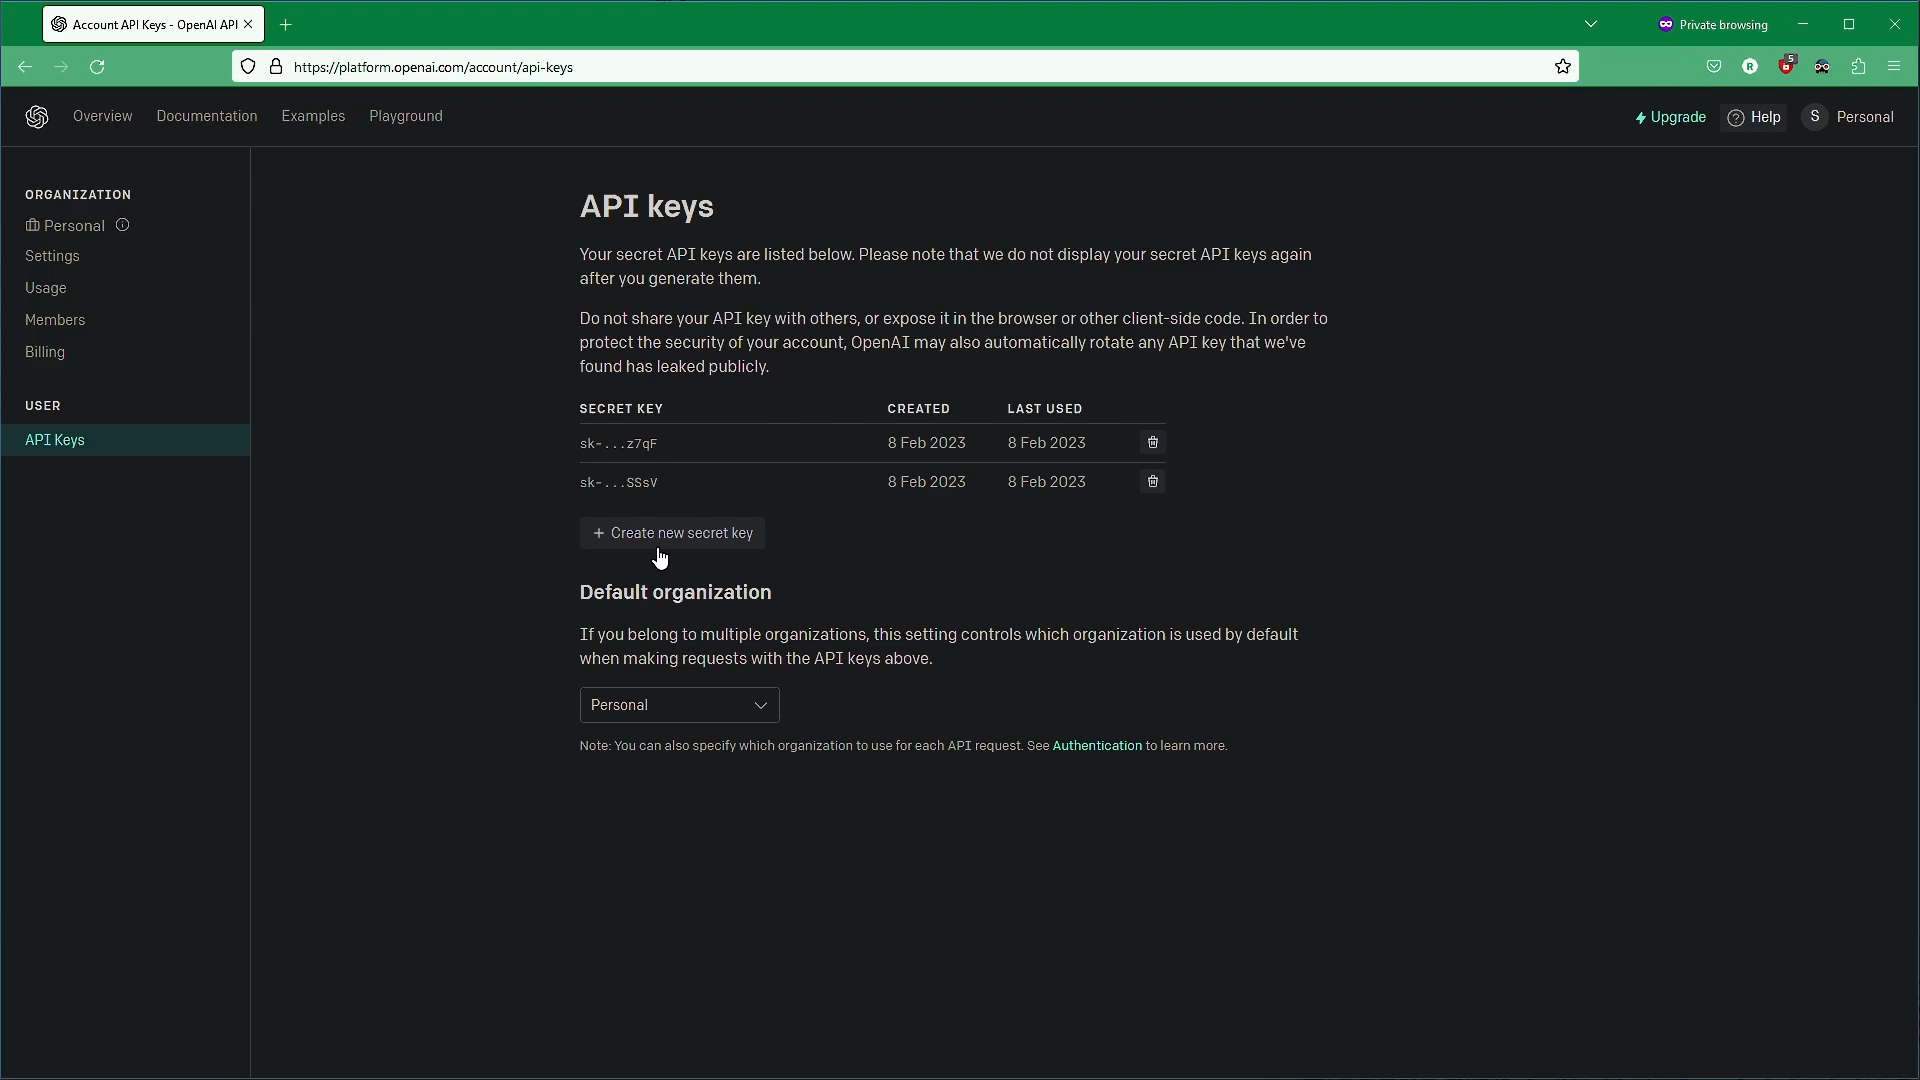 Account API Keys - OpenAI API
Private browsing
https://platform.openai.com/account/api-keys
R
5
Overview
Documentation
Examples
Playground
Upgrade
Help
S
Personal
ORGANIZATION
Personal
Settings
Usage
Members
Billing
USER
API Keys
API keys
Your secret API keys are listed below. Please note that we do not display your secret API keys again
after you generate them.
Do not share your API key with others, or expose it in the browser or other client-side code. In order to
protect the security of your account, OpenAI may also automatically rotate any API key that we've
found has leaked publicly.
SECRET KEY CREATED LAST USED
sk-...z7qF 8 Feb 2023 8 Feb 2023
sk-...SSsV 8 Feb 2023 8 Feb 2023
+ Create new secret key
Default organization
If you belong to multiple organizations, this setting controls which organization is used by default
when making requests with the API keys above.
Personal
Note: You can also specify which organization to use for each API request. See Authentication to learn more.